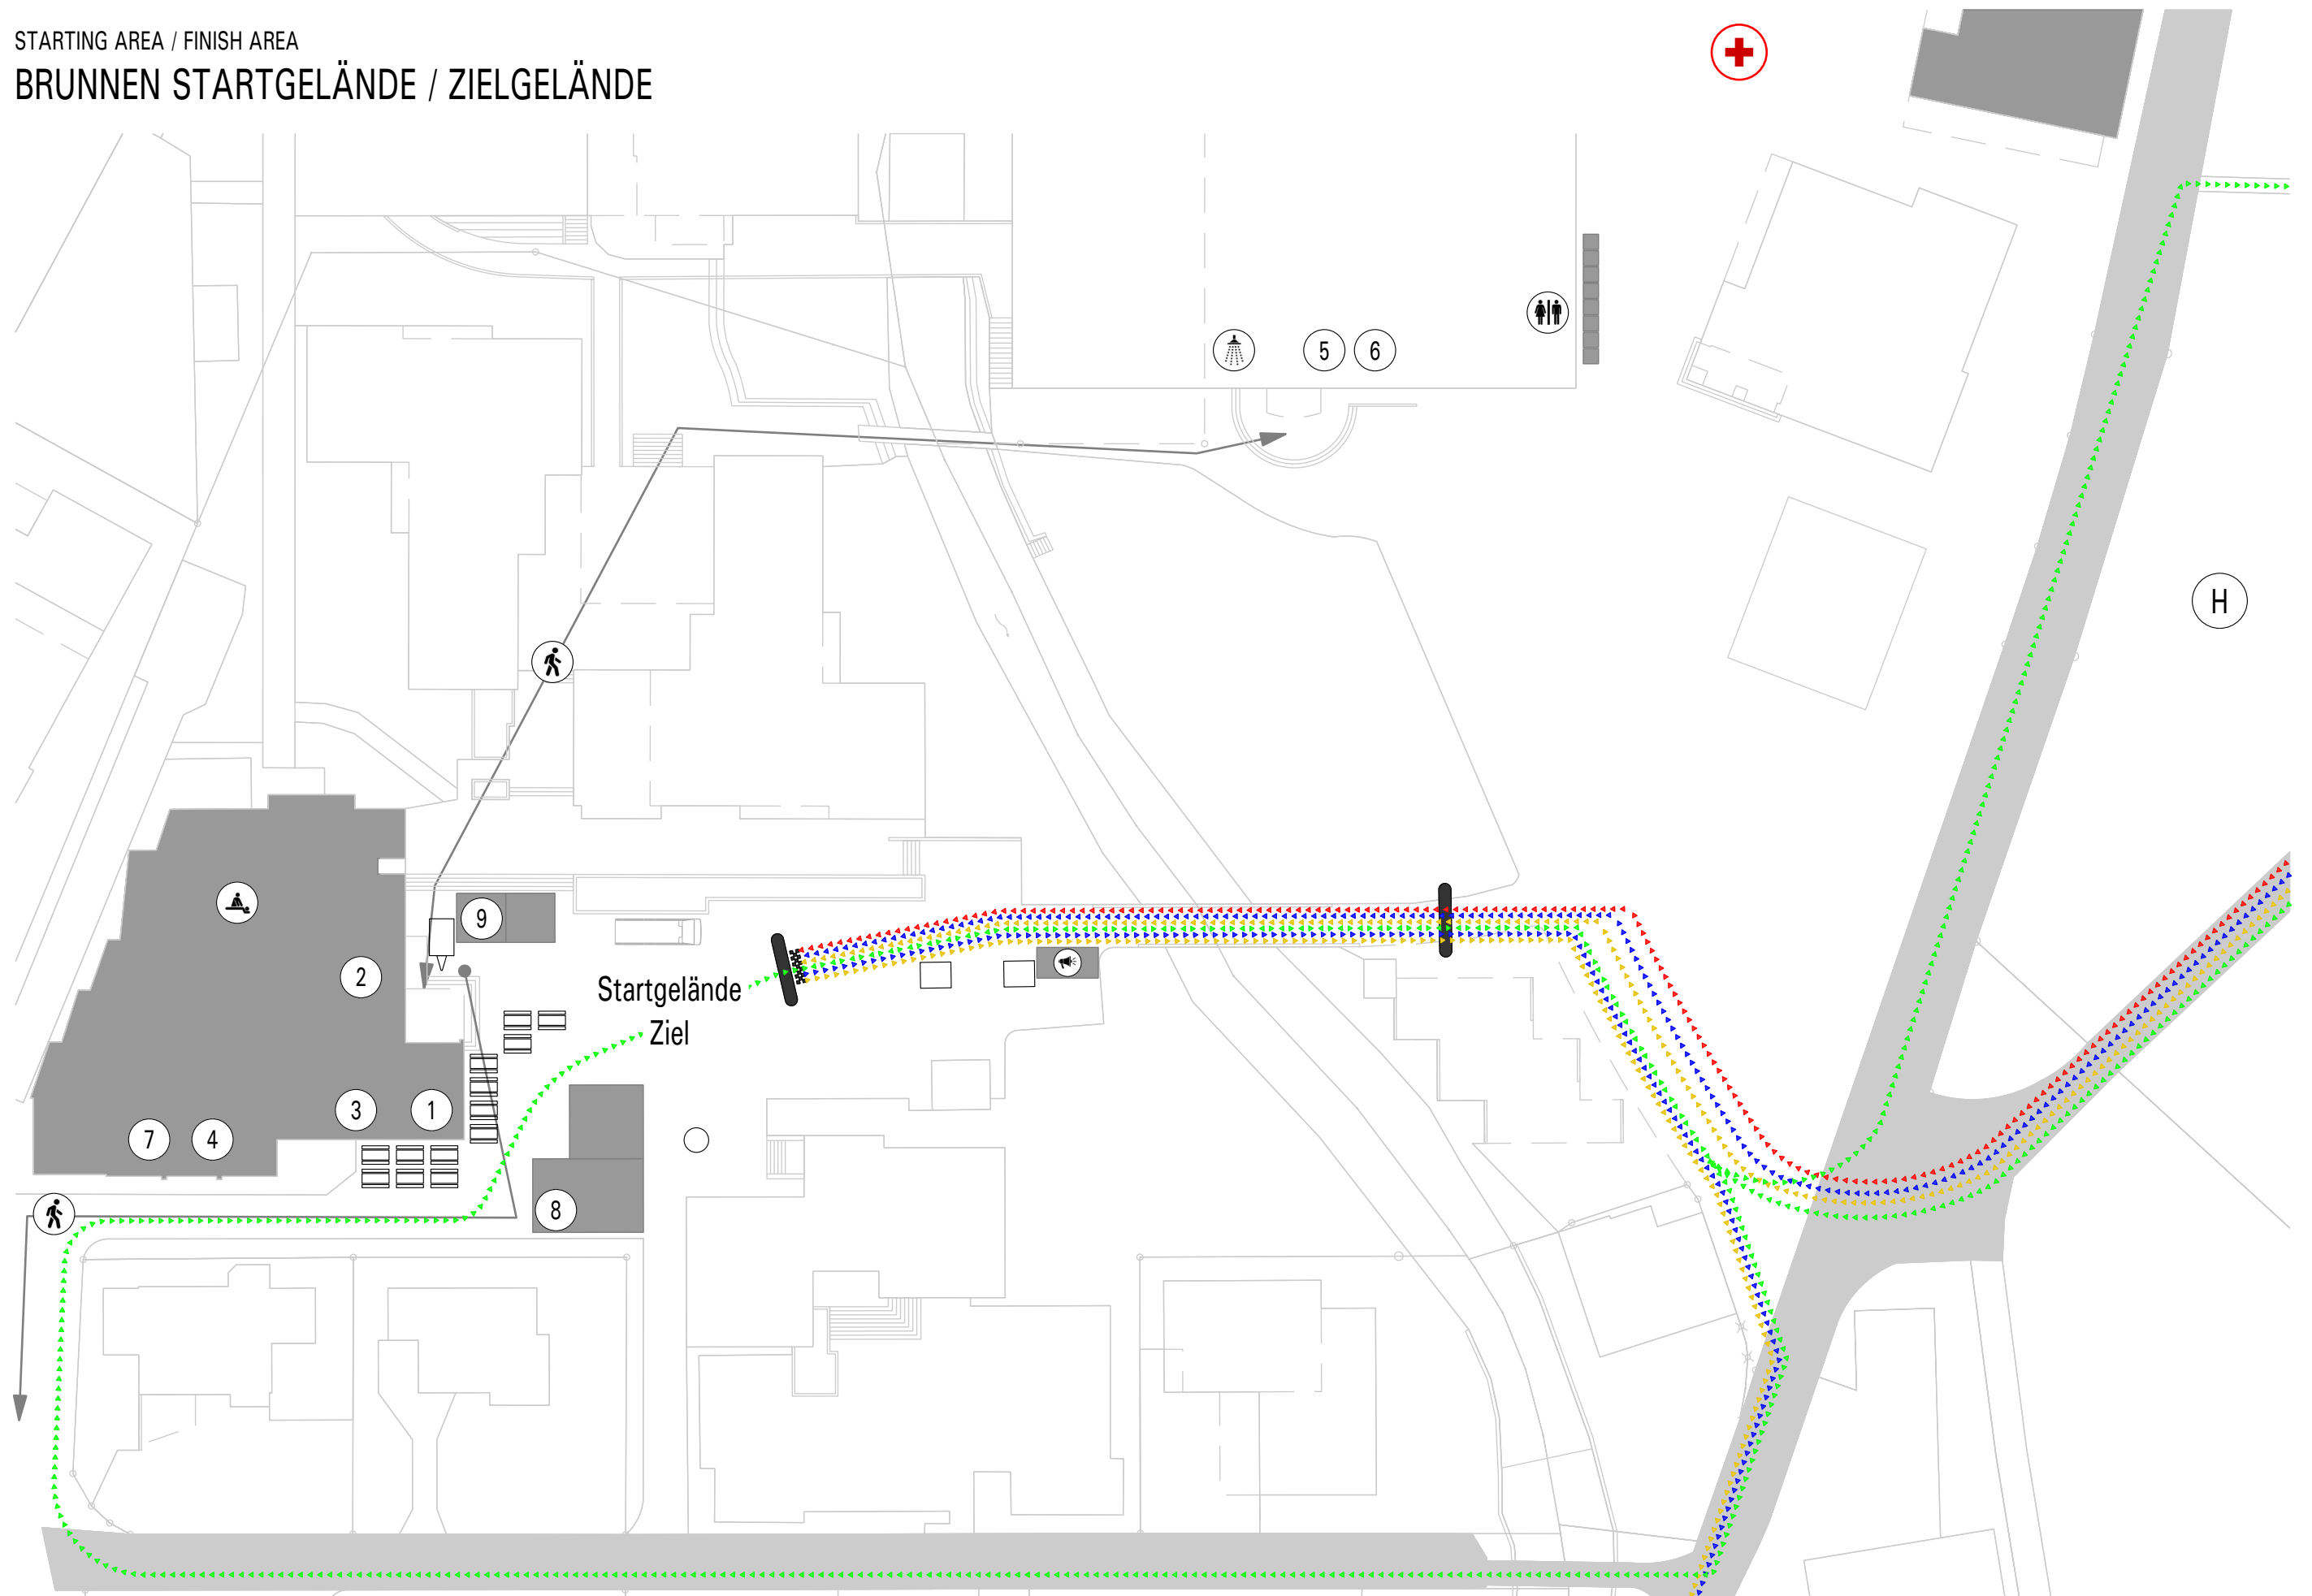 STARTING AREA / FINISH AREA
BRUNNEN STARTGELÄNDE / ZIELGELÄNDE
5
6
H
9
2
Startgelände
Ziel
3
1
7
4
8